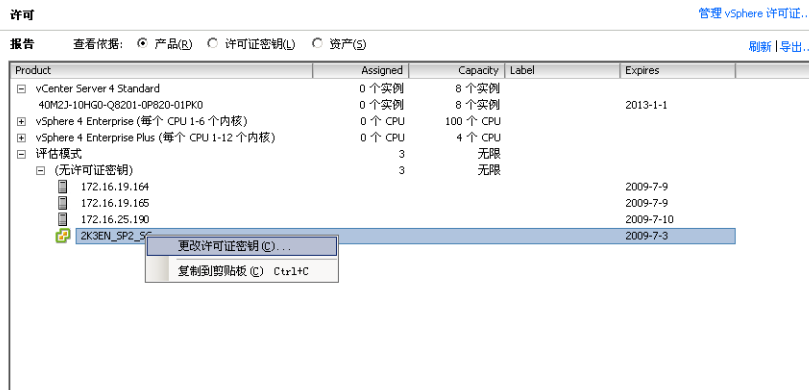 许可 管理 vSphere 许可证...
报告 查看依据: 产品(R) 许可证密钥(L) 资产(S) 刷新 | 导出...
Product Assigned Capacity Label Expires
vCenter Server 4 Standard 0 个实例 8 个实例
40M2J-10HG0-Q8201-0P820-01PK0 0 个实例 8 个实例 2013-1-1
vSphere 4 Enterprise (每个 CPU 1-6 个内核) 0 个 CPU 100 个 CPU
vSphere 4 Enterprise Plus (每个 CPU 1-12 个内核) 0 个 CPU 4 个 CPU
评估模式 3 无限
(无许可证密钥) 3 无限
172.16.19.164 2009-7-9
172.16.19.165 2009-7-9
172.16.25.190 2009-7-10
2K3EN_SP2_SC 2009-7-3
更改许可证密钥(C)...
复制到剪贴板(C) Ctrl+C